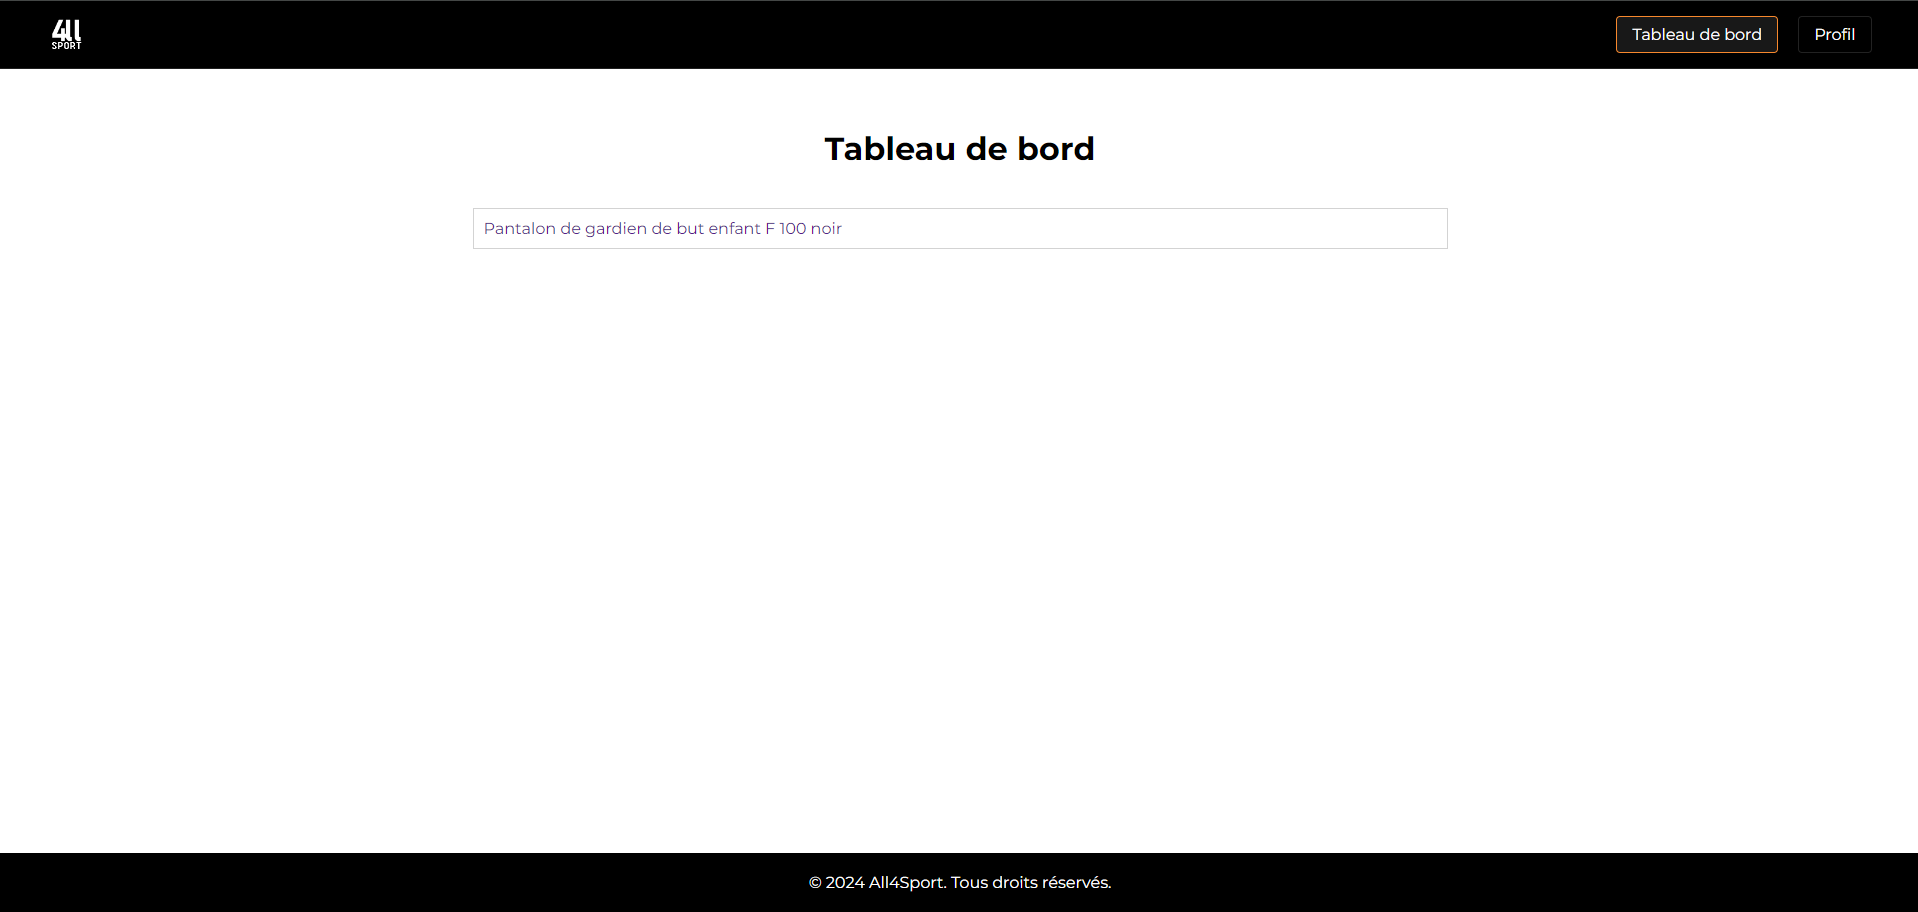 4ll
SPORT
Tableau de bord
Profil
Tableau de bord
Pantalon de gardien de but enfant F 100 noir
© 2024 All4Sport. Tous droits réservés.